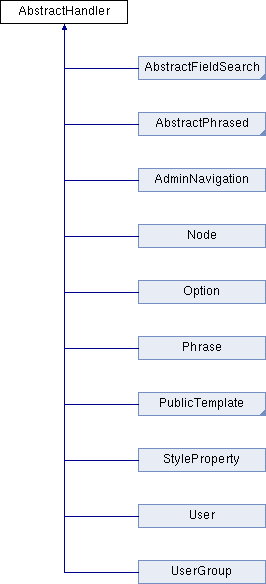 AbstractHandler
AbstractFieldSearch
AbstractPhrased
AdminNavigation
Node
Option
Phrase
PublicTemplate
StyleProperty
User
UserGroup